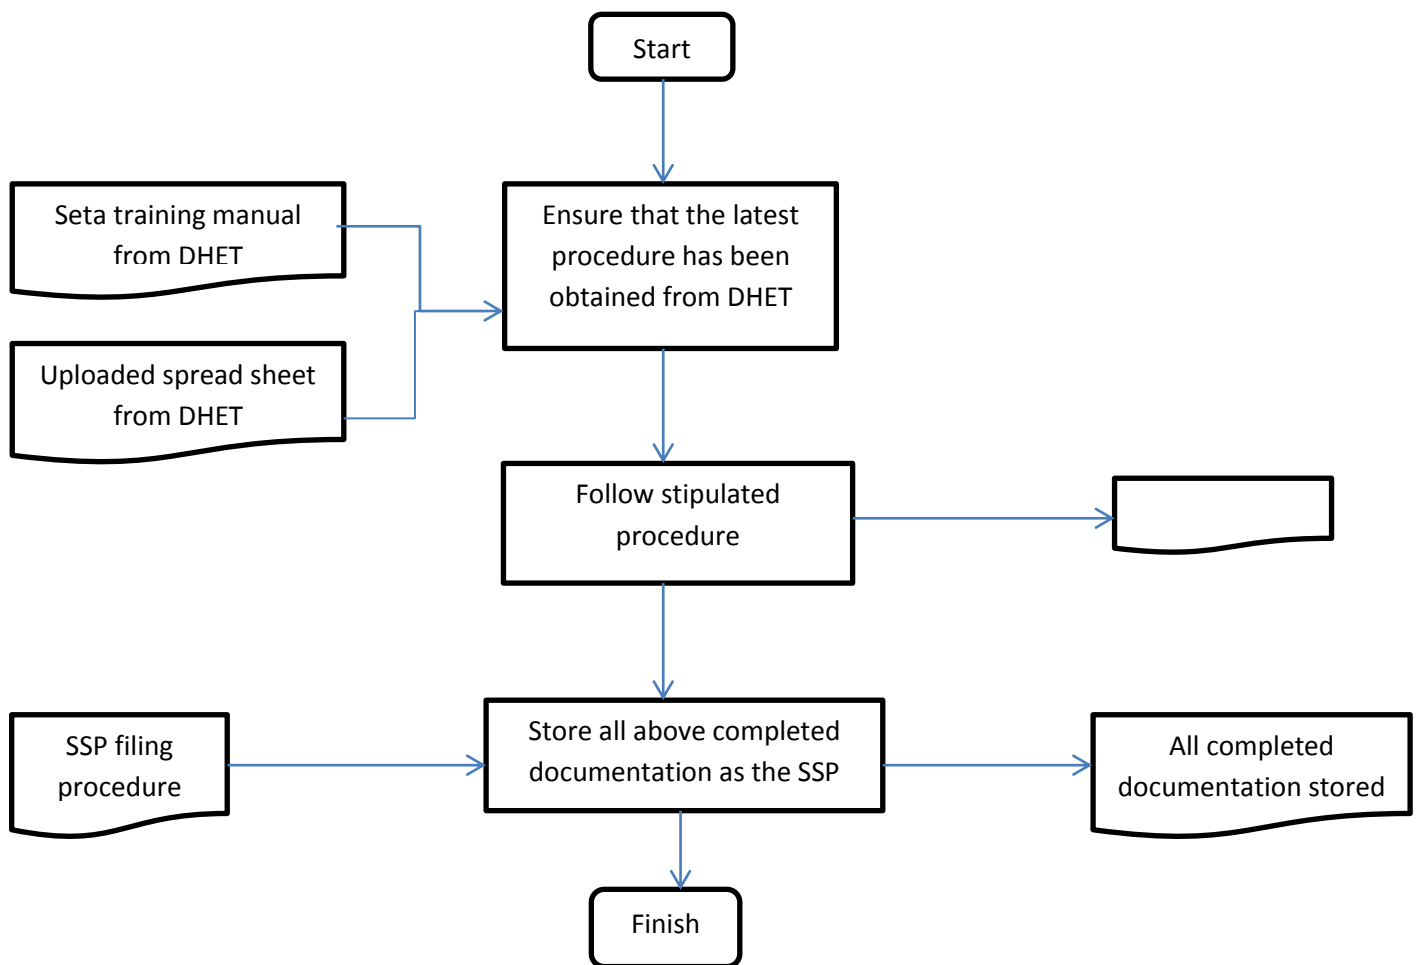 Start
Seta training manual
from DHET
Ensure that the latest
procedure has been
obtained from DHET
Uploaded spread sheet
from DHET
Follow stipulated
procedure
SSP filing
procedure
Store all above completed
documentation as the SSP
All completed
documentation stored
Finish